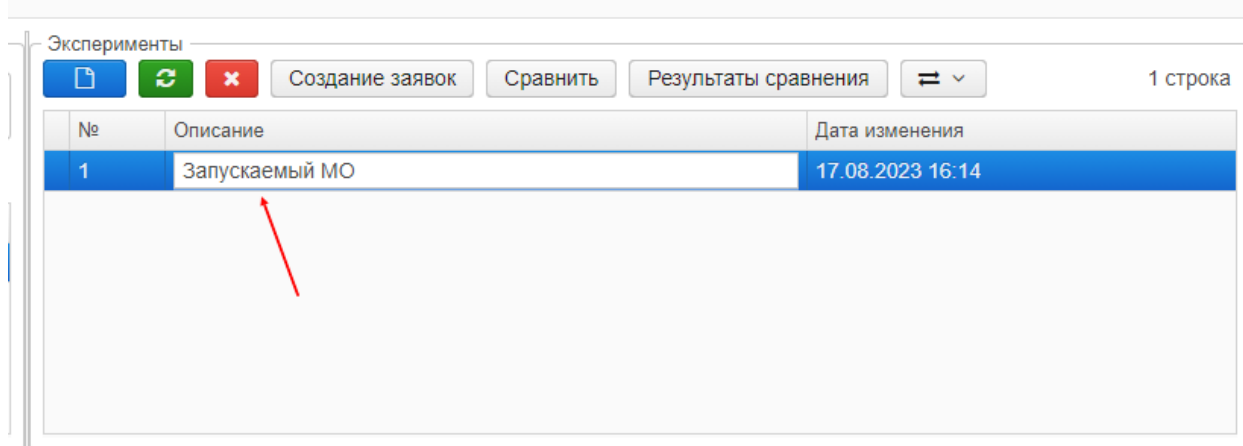 Эксперименты
Создание заявок Сравнить Результаты сравнения 1 строка
№ Описание Дата изменения
1 Запускаемый МО 17.08.2023 16:14